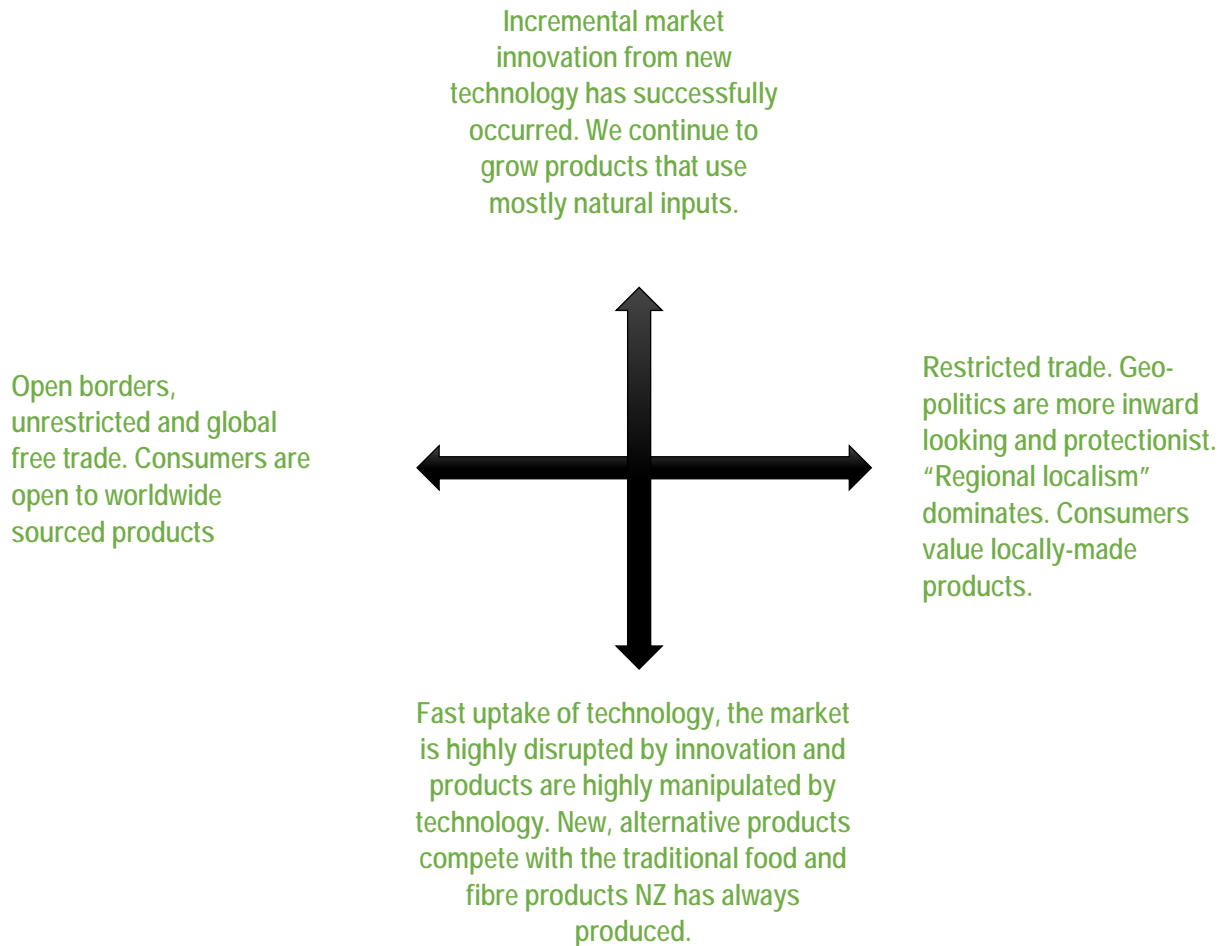 Incremental market
innovation from new
technology has successfully
occurred. We continue to
grow products that use
mostly natural inputs.
Open borders,
unrestricted and global
free trade. Consumers are
open to worldwide
sourced products
Restricted trade. Geo-
politics are more inward
looking and protectionist.
“Regional localism”
dominates. Consumers
value locally-made
products.
Fast uptake of technology, the market
is highly disrupted by innovation and
products are highly manipulated by
technology. New, alternative products
compete with the traditional food and
fibre products NZ has always
produced.